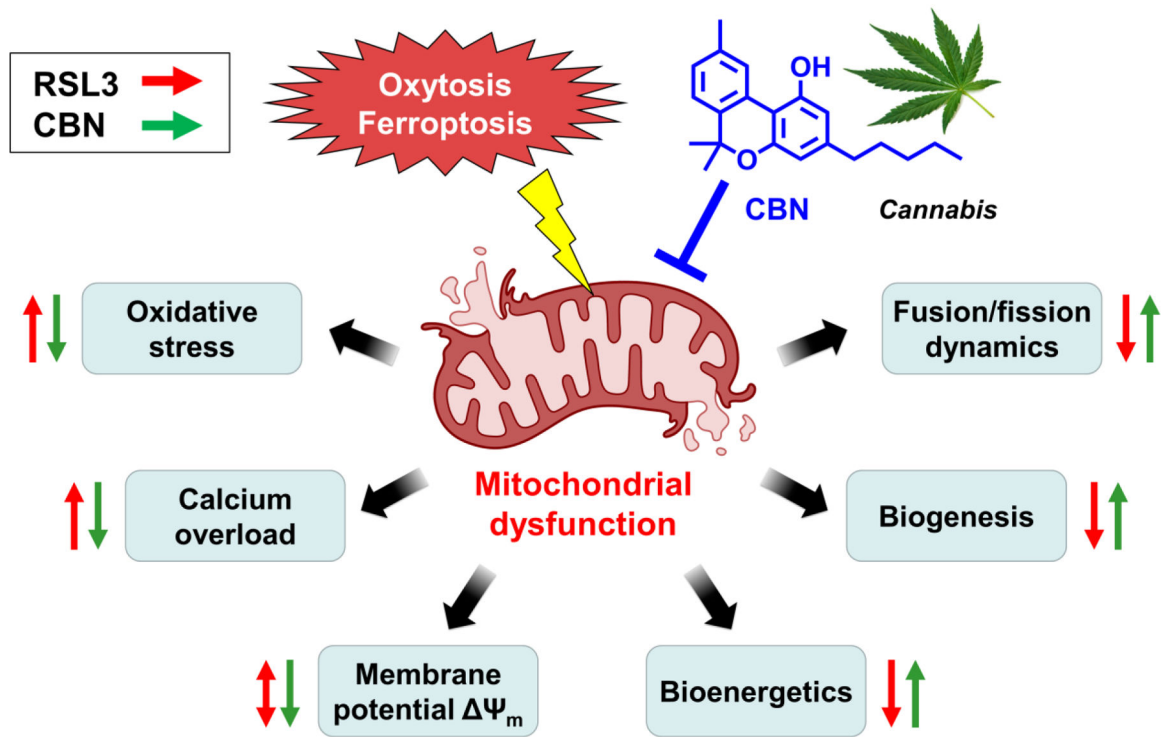 RSL3
CBN
Oxytosis
Ferroptosis
OH
O
CBN
Cannabis
Oxidative
stress
Fusion/fission
dynamics
Calcium
overload
Mitochondrial
dysfunction
Biogenesis
Membrane
potential ΔΨm
Bioenergetics